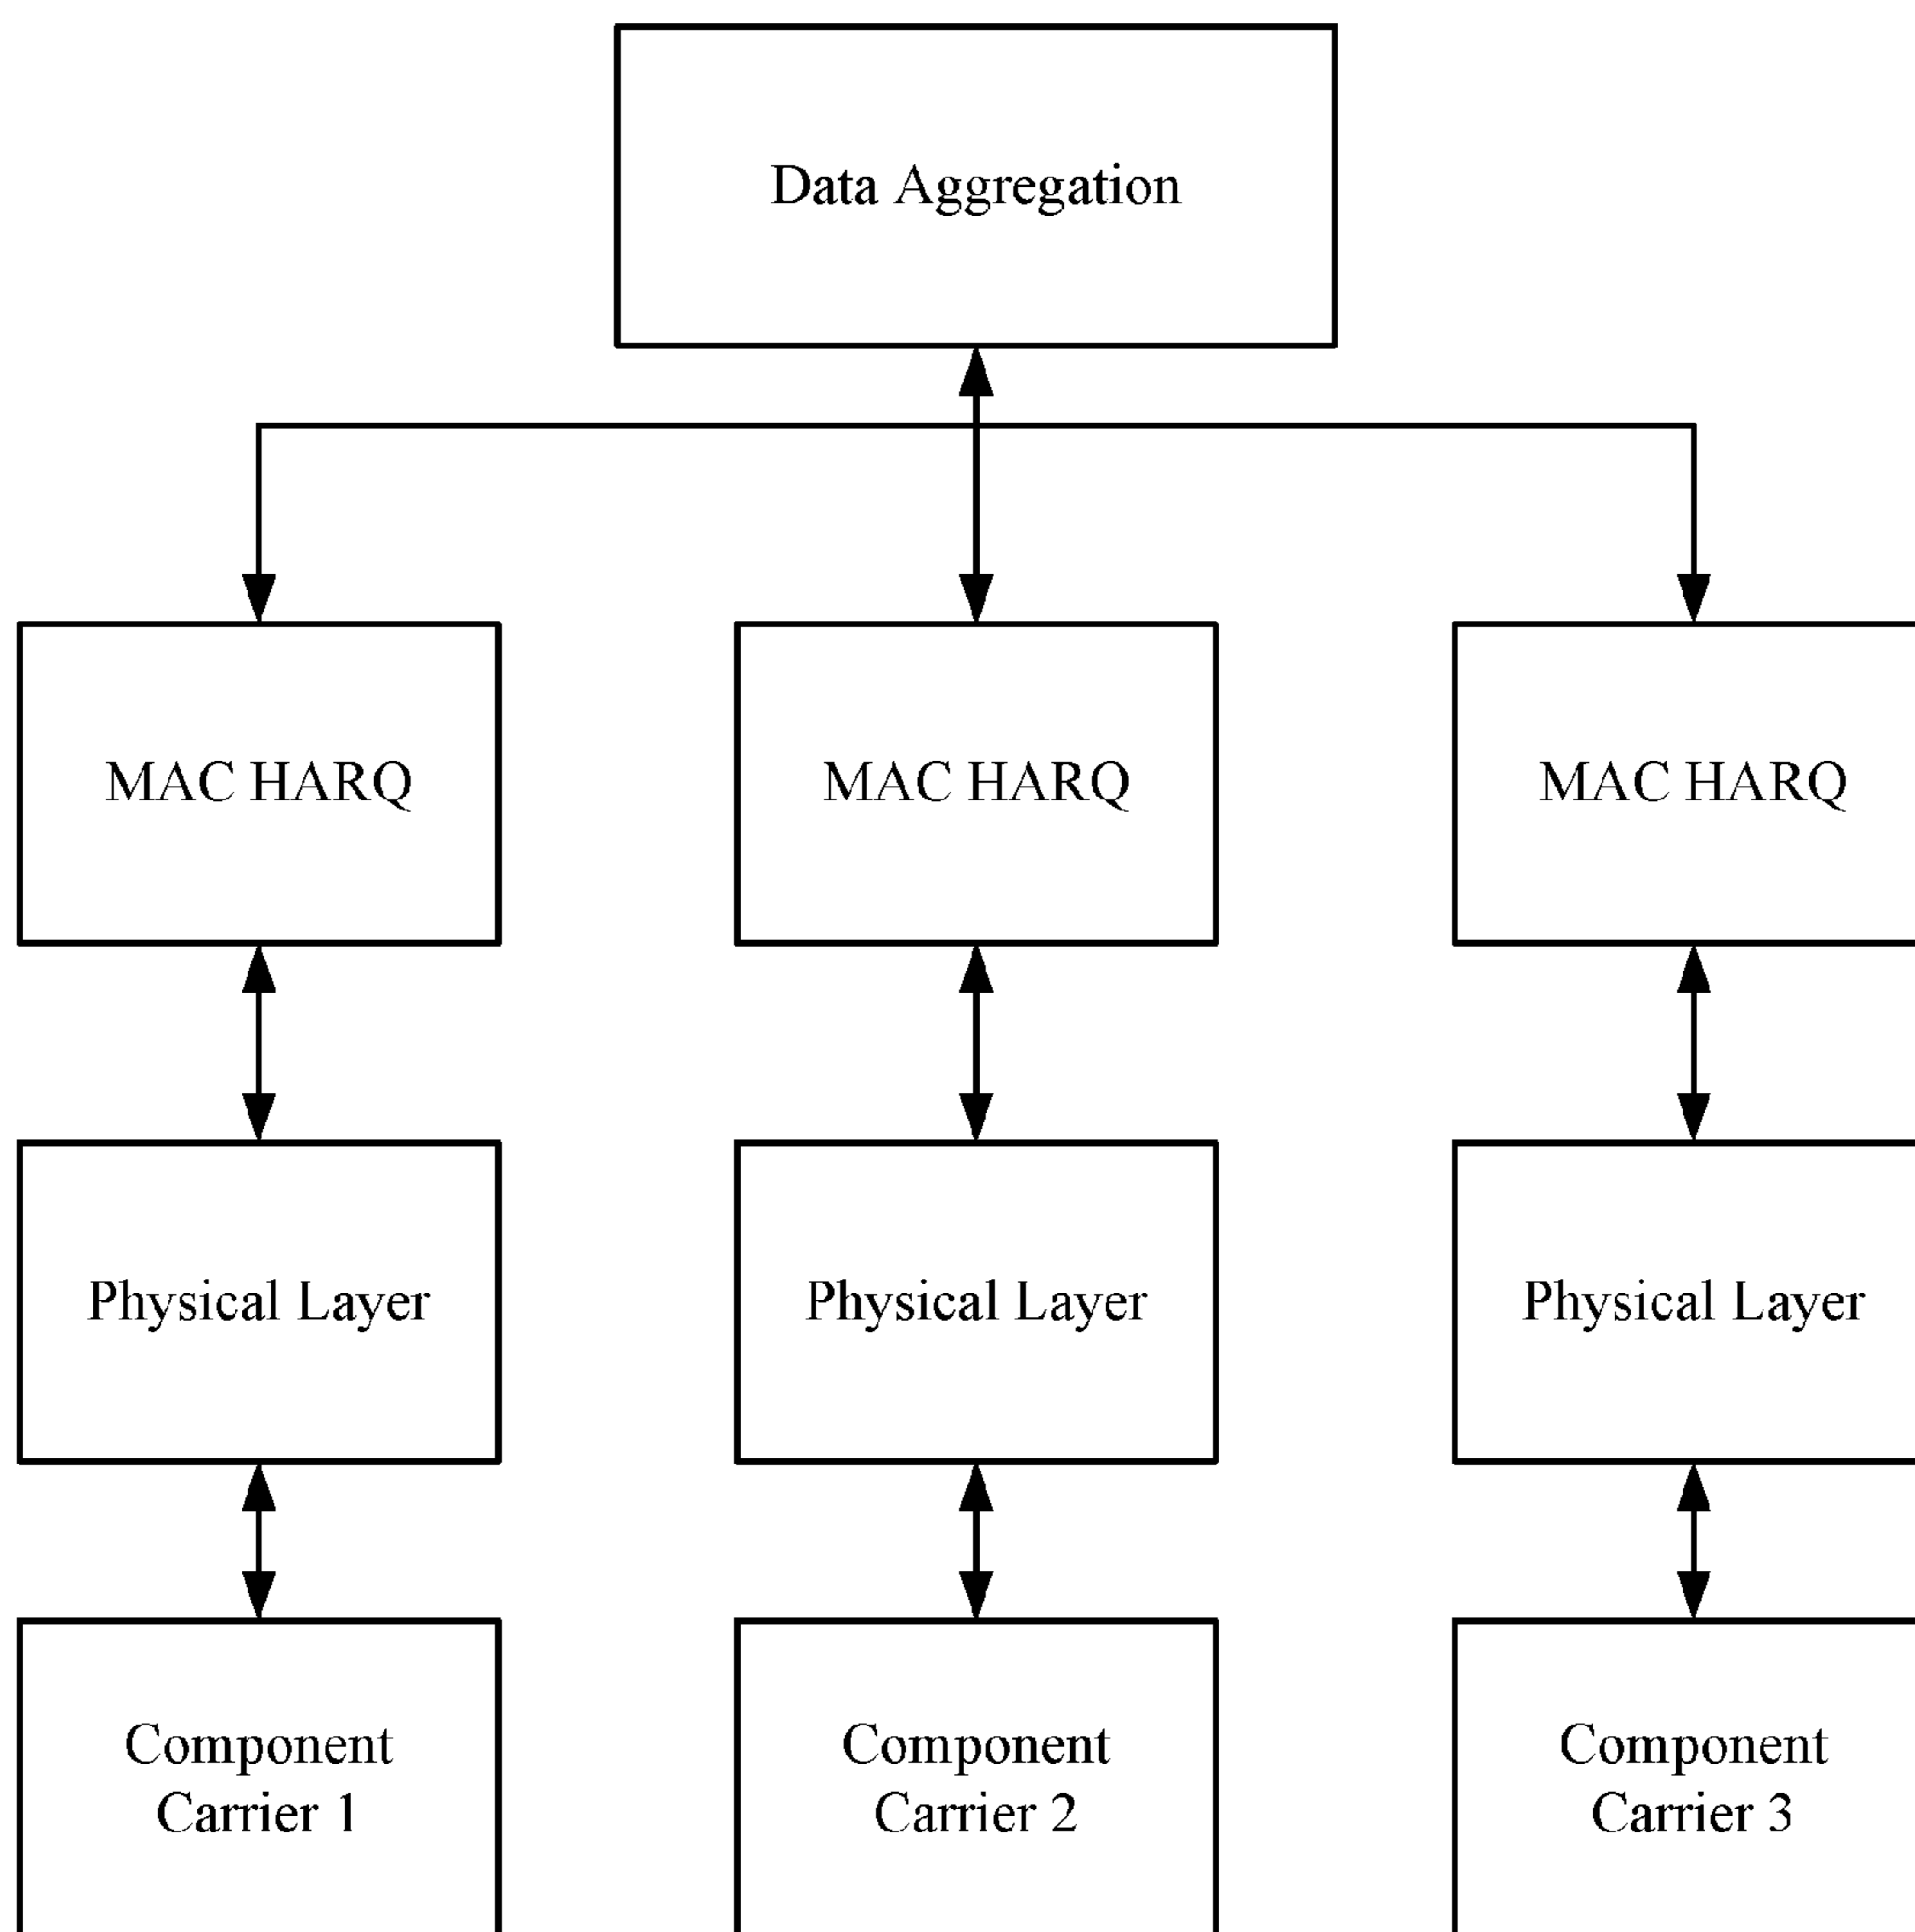 Data Aggregation
MAC HARQ
MAC HARQ
MAC HARQ
Physical Layer
Physical Layer
Physical Layer
Component
Carrier 1
Component
Carrier 2
Component
Carrier 3